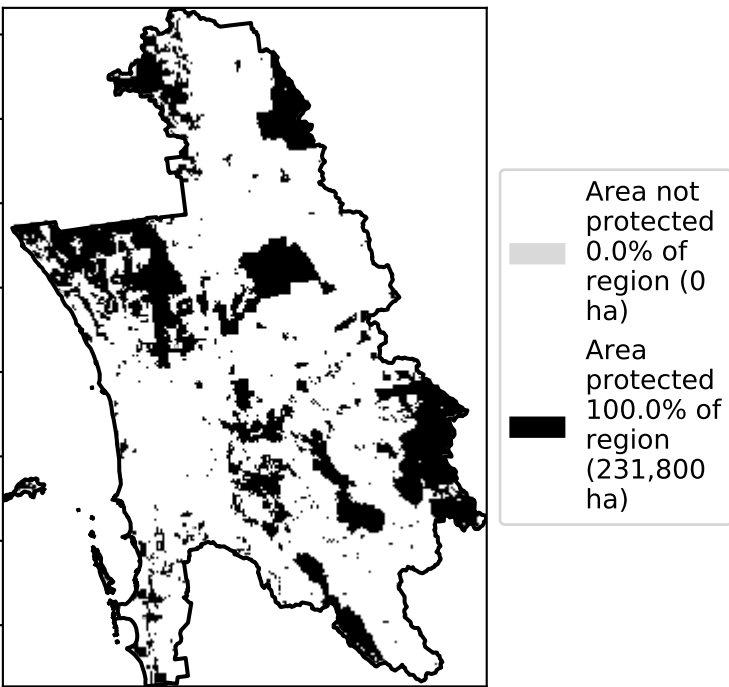 Area not
protected
0.0% of
region (0
ha)
Area
protected
100.0% of
region
(231,800
ha)